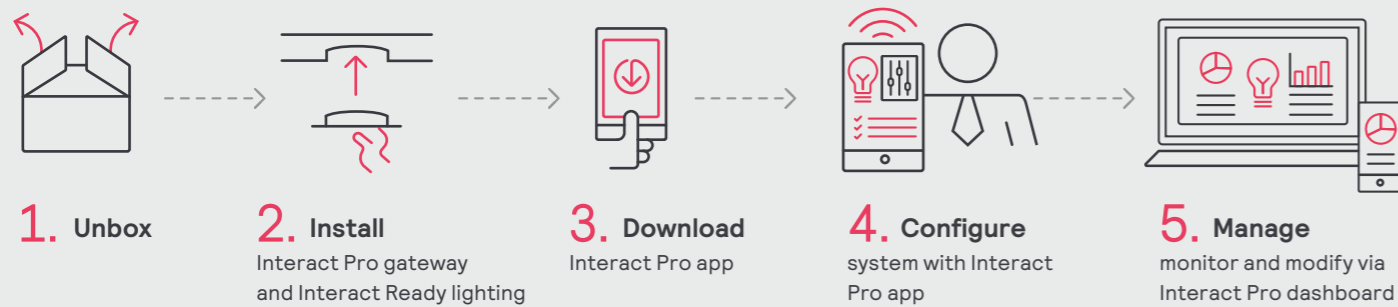 1. Unbox
2. Install
Interact Pro gateway
and Interact Ready lighting
3. Download
Interact Pro app
4. Configure
system with Interact
Pro app
5. Manage
monitor and modify via
Interact Pro dashboard